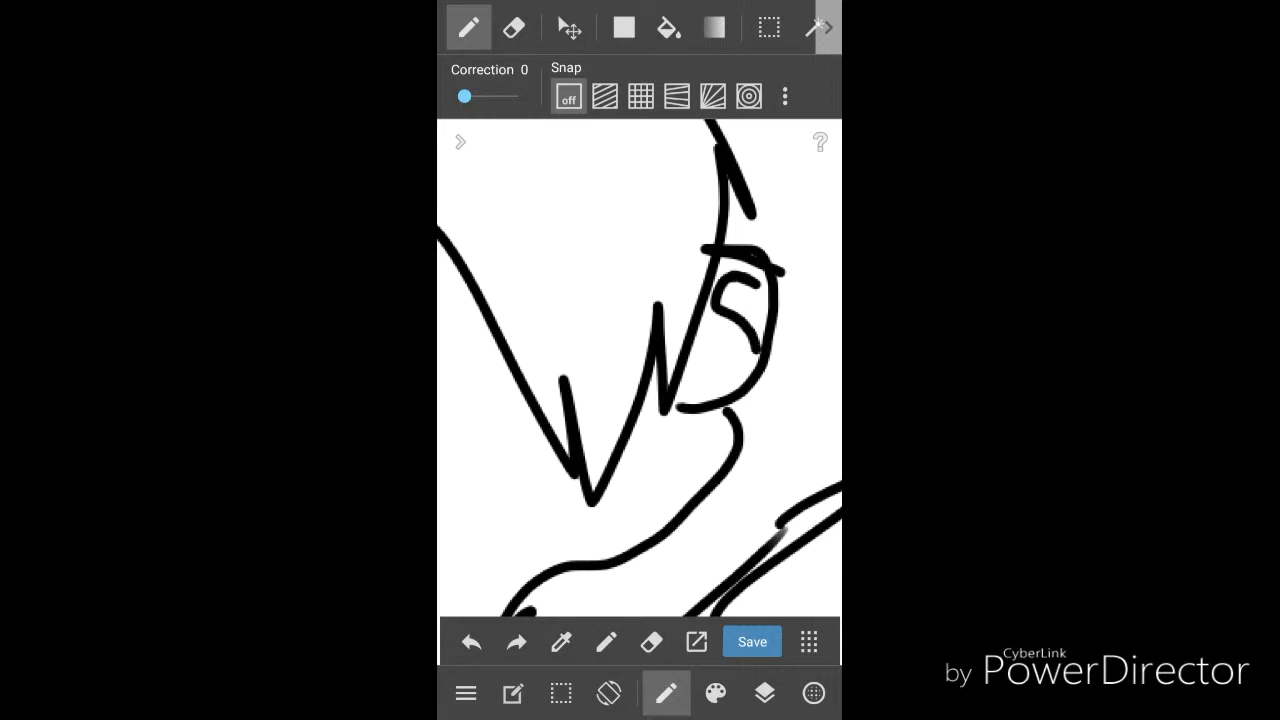 Correction 0
Snap
off
Save
CyberLink
by PowerDirector